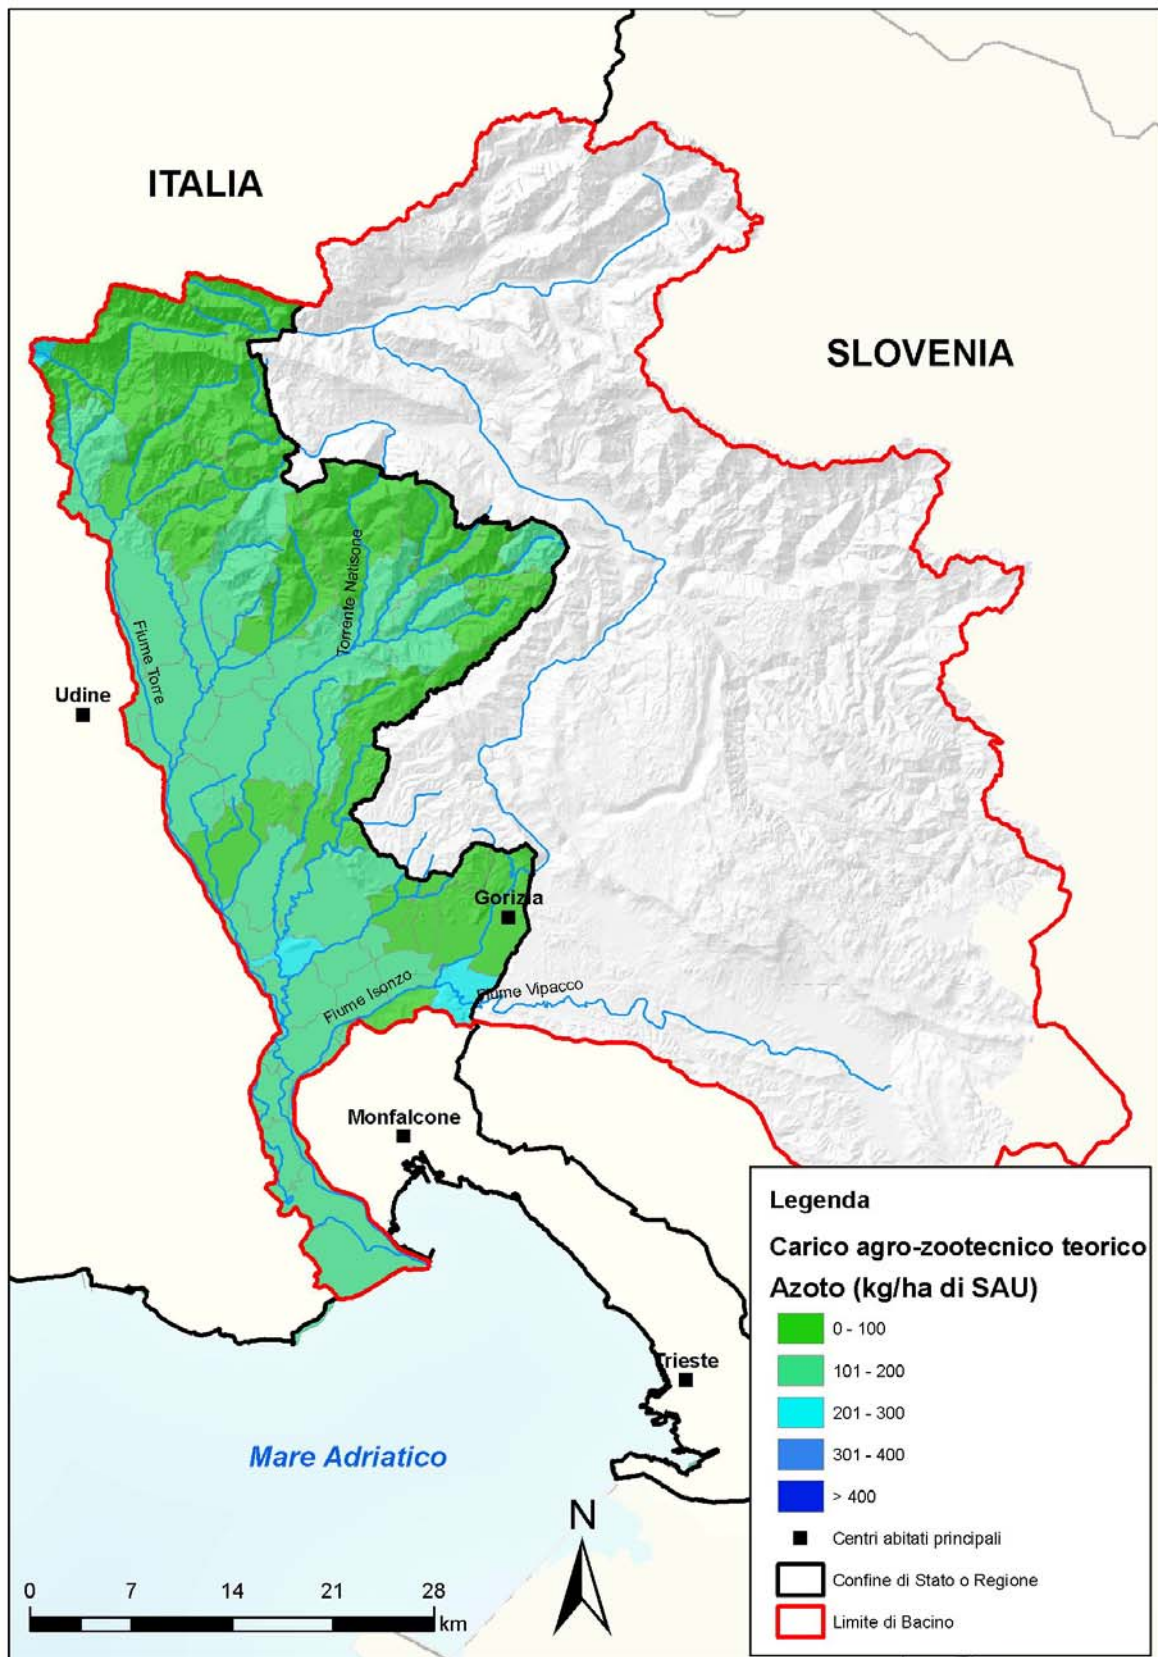 ITALIA
SLOVENIA
Torrente Natisone
Fiume Torre
Udine
Gorizia
Fiume Isonzo
Fiume Vipacco
Monfalcone
Trieste
Mare Adriatico
N
0 7 14 21 28
km
Legenda
Carico agro-zootecnico teorico
Azoto (kg/ha di SAU)
0 - 100
101 - 200
201 - 300
301 - 400
> 400
Centri abitati principali
Confine di Stato o Regione
Limite di Bacino